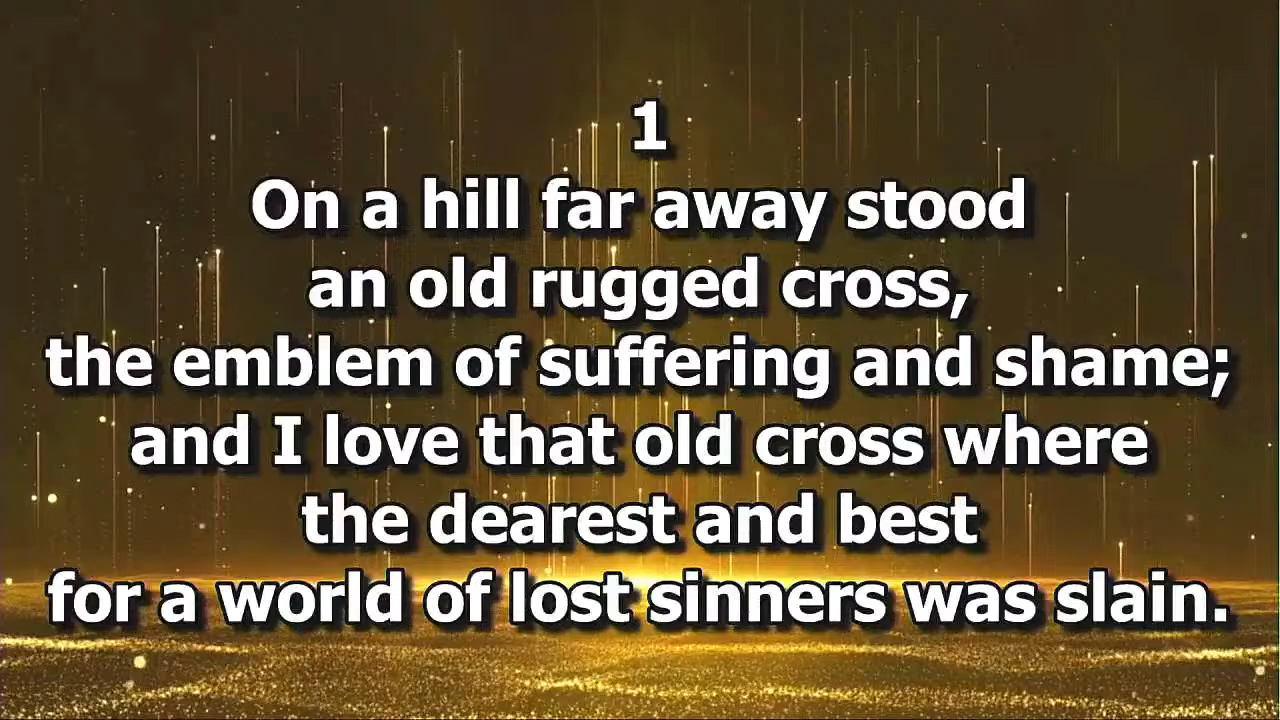 1
On a hill far away stood
an old rugged cross,
the emblem of suffering and shame;
and I love that old cross where
the dearest and best
for a world of lost sinners was slain.